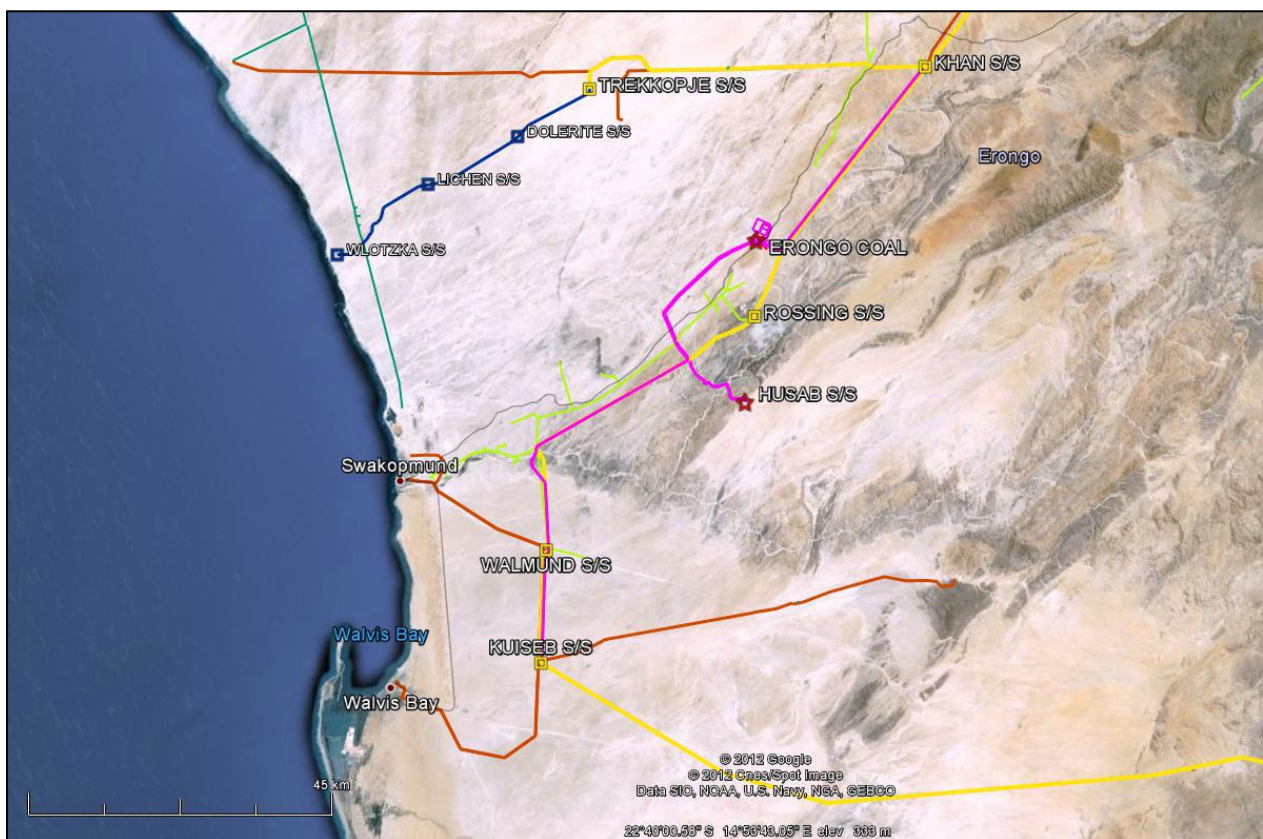 KHAN S/S
TREKKOPJE S/S
DOLERITE S/S
Erongo
LICHEN S/S
WLOTZKA S/S
ERONGO COAL
ROSSING S/S
HUSAB S/S
Swakopmund
WALMUND S/S
Walvis Bay
KUISEB S/S
Walvis Bay
© 2012 Google
© 2012 Cnes/Spot Image
Data SIO, NOAA, U.S. Navy, NGA, GEBCO
45 km
22°40'00.58" S 14°53'43.05" E elev 333 m